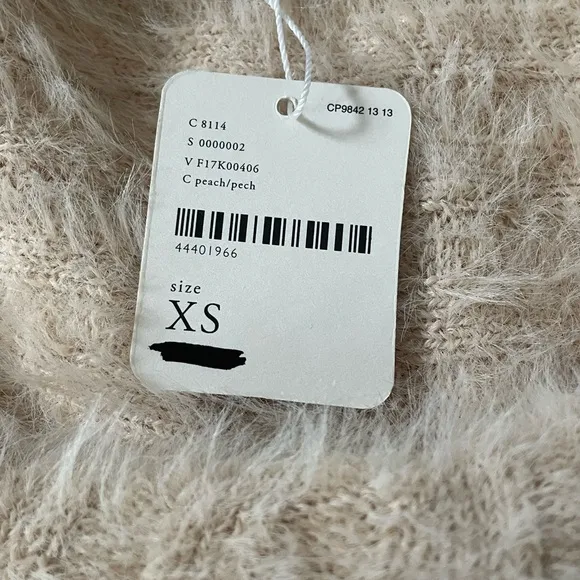 CP9842 13 13
C 8114
S 0000002
V F17K00406
C peach/pech
44401966
size
XS